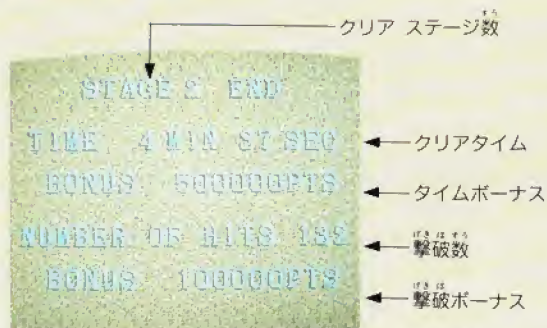 クリア ステージ数
STAGE 2 END
TIME 4 MIN 57 SEC
クリアタイム
BONUS 500000PTS
タイムボーナス
NUMBER OF HITS 182
撃破数
BONUS 100000PTS
撃破ボーナス